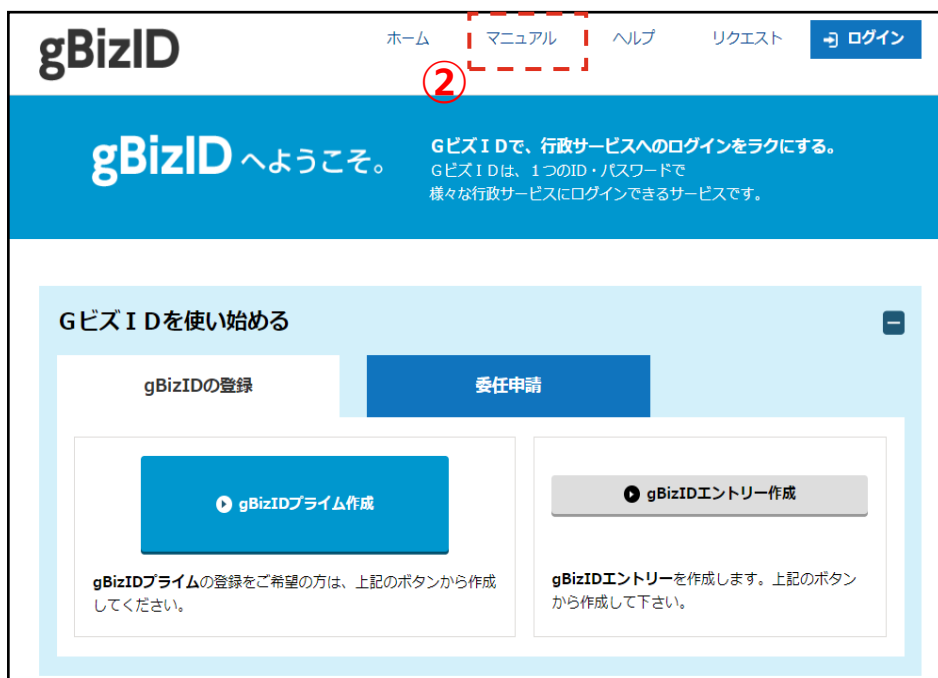 gBizID
ホーム マニュアル ヘルプ リクエスト ログイン
②
gBizID へようこそ。
GビズIDで、行政サービスへのログインをラクにする。
GビズIDは、1つのID・パスワードで
様々な行政サービスにログインできるサービスです。
GビズIDを使い始める
gBizIDの登録 委任申請
gBizIDプライム作成
gBizIDプライムの登録をご希望の方は、上記のボタンから作成
してください。
gBizIDエントリー作成
gBizIDエントリーを作成します。上記のボタン
から作成して下さい。